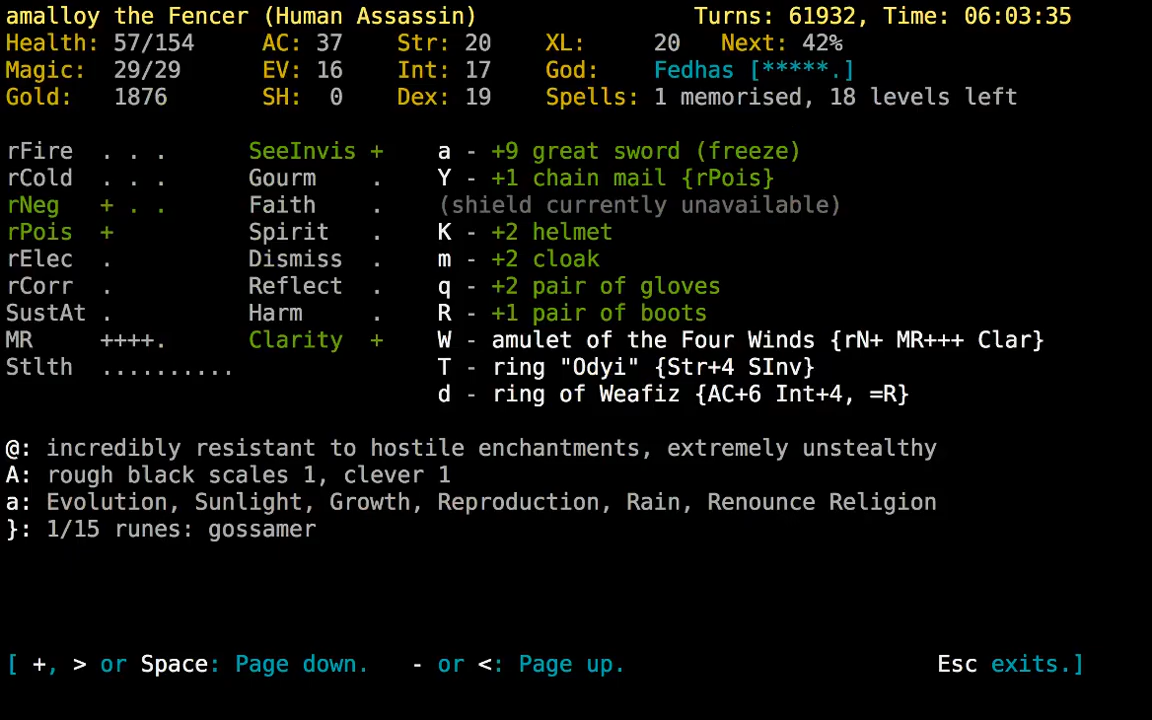 amalloy the Fencer (Human Assassin) Turns: 61932, Time: 06:03:35
Health: 57/154 AC: 37 Str: 20 XL: 20 Next: 42%
Magic: 29/29 EV: 16 Int: 17 God: Fedhas [*****.]
Gold: 1876 SH: 0 Dex: 19 Spells: 1 memorised, 18 levels left
rFire . . . SeeInvis + a - +9 great sword (freeze)
rCold . . . Gourm . Y - +1 chain mail {rPois}
rNeg + . . Faith . (shield currently unavailable)
rPois + Spirit . K - +2 helmet
rElec . Dismiss . m - +2 cloak
rCorr . Reflect . q - +2 pair of gloves
SustAt . Harm . R - +1 pair of boots
MR ++++. Clarity + W - amulet of the Four Winds {rN+ MR+++ Clar}
Stlth .......... T - ring "Odyi" {Str+4 SInv}
d - ring of Weafiz {AC+6 Int+4, =R}
@: incredibly resistant to hostile enchantments, extremely unstealthy
A: rough black scales 1, clever 1
a: Evolution, Sunlight, Growth, Reproduction, Rain, Renounce Religion
}: 1/15 runes: gossamer
[ +, > or Space: Page down. - or <: Page up. Esc exits.]